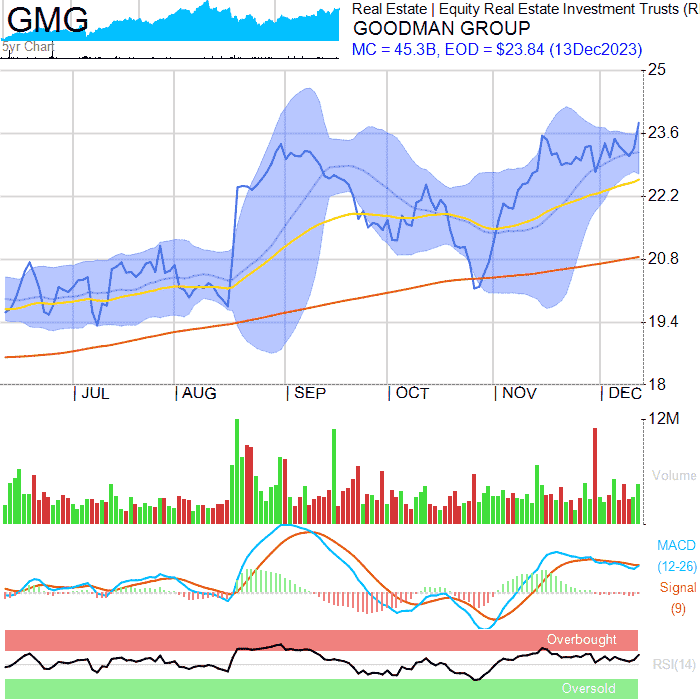 GMG
5yr Chart
Real Estate | Equity Real Estate Investment Trusts (R
GOODMAN GROUP
MC = 45.3B, EOD = $23.84 (13Dec2023)
25
23.6
22.2
20.8
19.4
18
JUL
AUG
SEP
OCT
NOV
DEC
12M
Volume
MACD
(12-26)
Signal
(9)
Overbought
RSI(14)
Oversold